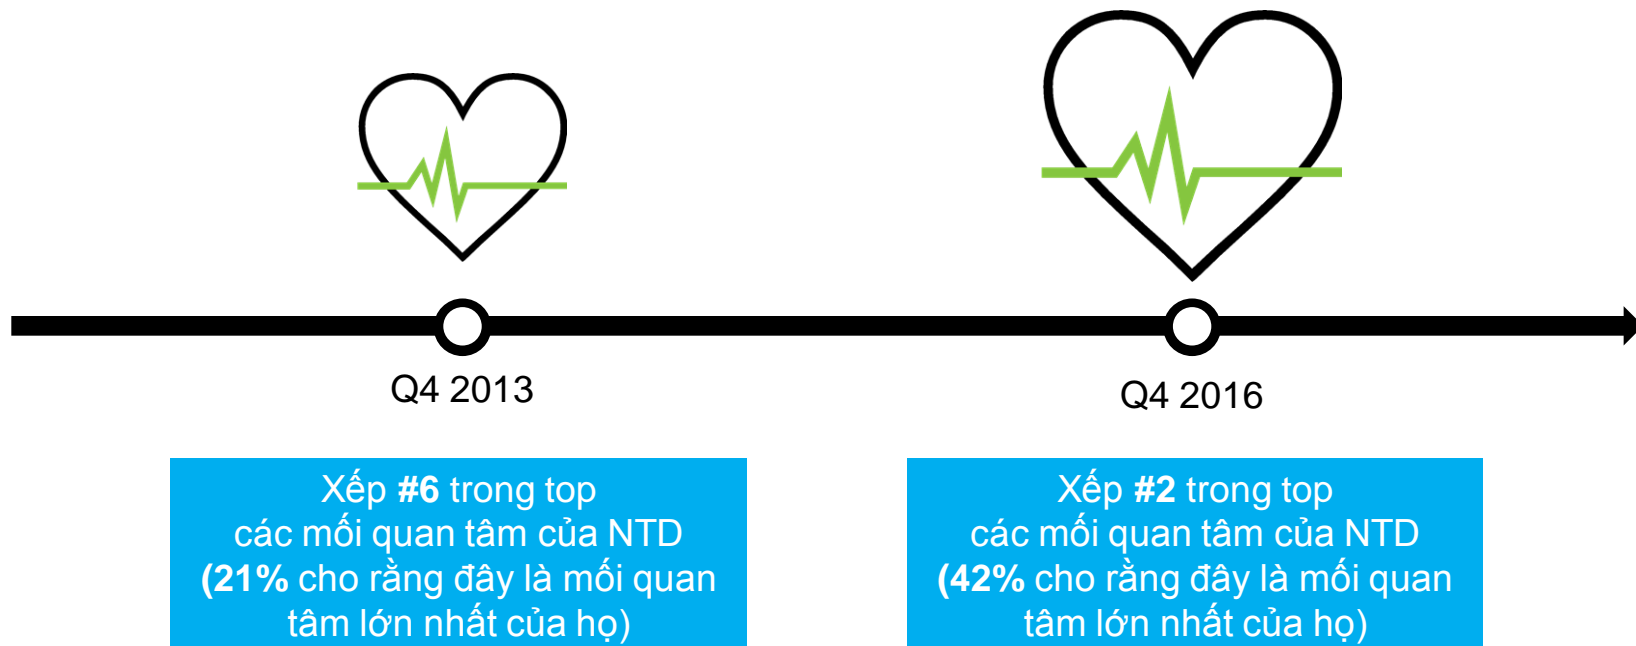 Q4 2013
Q4 2016
Xếp #6 trong top
các mối quan tâm của NTD
(21% cho rằng đây là mối quan
tâm lớn nhất của họ)
Xếp #2 trong top
các mối quan tâm của NTD
(42% cho rằng đây là mối quan
tâm lớn nhất của họ)